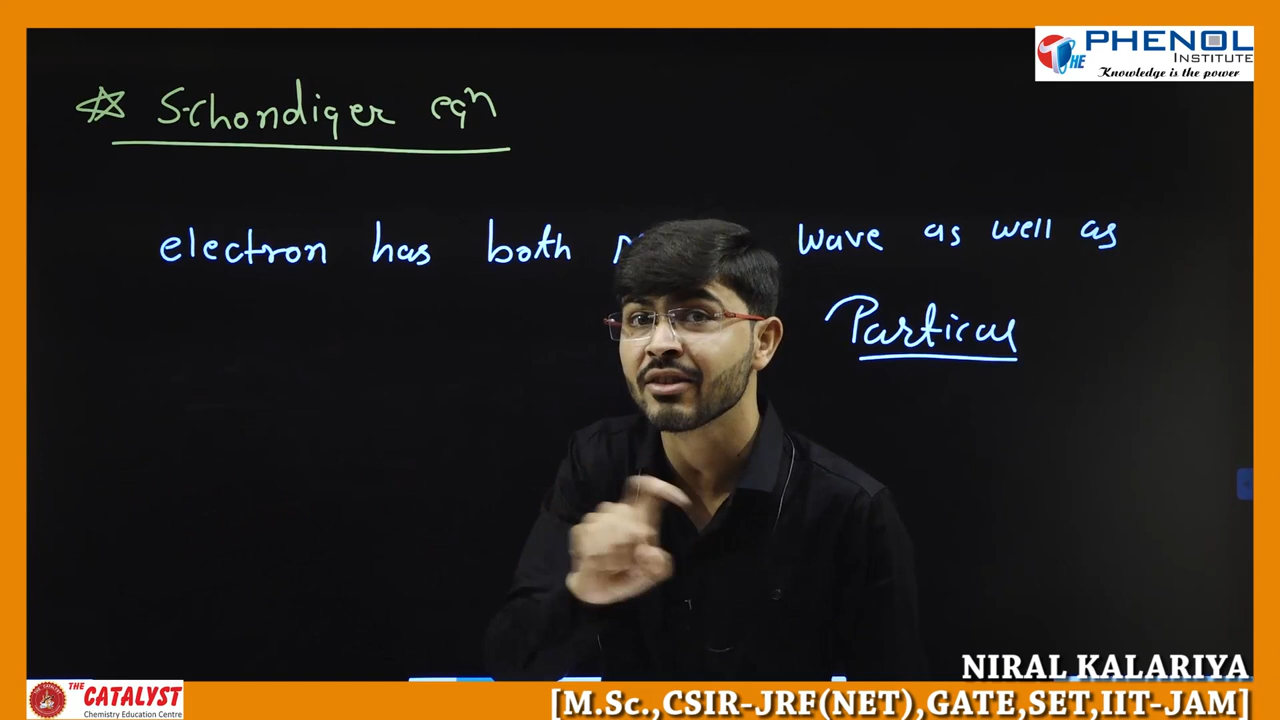 THE PHENOL
INSTITUTE
Knowledge is the power
Schondiger eqn
electron has both wave as well as
Particas
NIRAL KALARIYA
THE CATALYST
Chemistry Education Centre
[M.Sc.,CSIR-JRF(NET),GATE,SET,IIT-JAM]